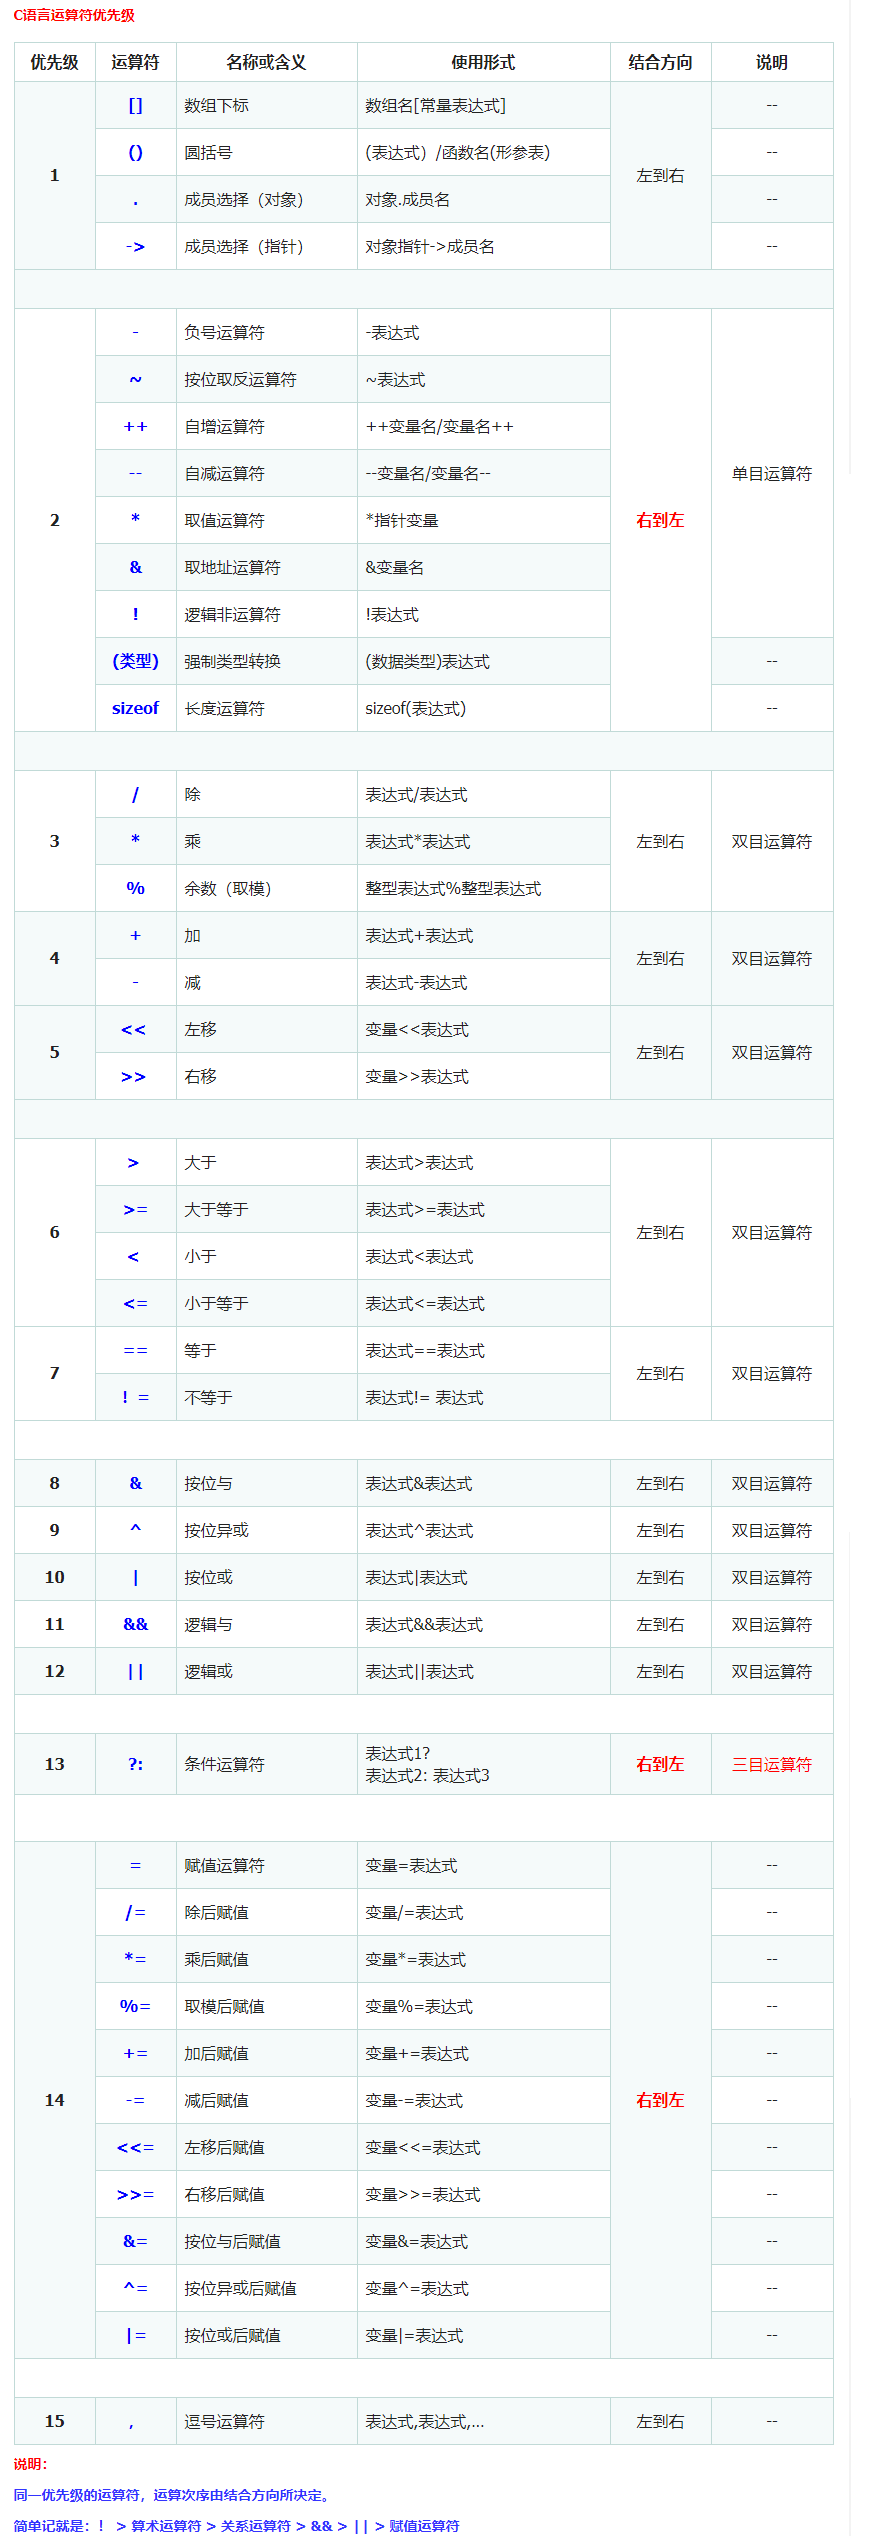 C语言运算符优先级
优先级 运算符 名称或含义 使用形式 结合方向 说明
1 [] 数组下标 数组名[常量表达式] 左到右 --
() 圆括号 (表达式）/函数名(形参表) --
. 成员选择（对象） 对象.成员名 --
-> 成员选择（指针） 对象指针->成员名 --
2 - 负号运算符 -表达式 右到左 单目运算符
~ 按位取反运算符 ~表达式
++ 自增运算符 ++变量名/变量名++
-- 自减运算符 --变量名/变量名--
* 取值运算符 *指针变量
& 取地址运算符 &变量名
! 逻辑非运算符 !表达式
(类型) 强制类型转换 (数据类型)表达式 --
sizeof 长度运算符 sizeof(表达式) --
3 / 除 表达式/表达式 左到右 双目运算符
* 乘 表达式*表达式
% 余数（取模） 整型表达式%整型表达式
4 + 加 表达式+表达式 左到右 双目运算符
- 减 表达式-表达式
5 << 左移 变量<<表达式 左到右 双目运算符
>> 右移 变量>>表达式
6 > 大于 表达式>表达式 左到右 双目运算符
>= 大于等于 表达式>=表达式
< 小于 表达式<表达式
<= 小于等于 表达式<=表达式
7 == 等于 表达式==表达式 左到右 双目运算符
！= 不等于 表达式!= 表达式
8 & 按位与 表达式&表达式 左到右 双目运算符
9 ^ 按位异或 表达式^表达式 左到右 双目运算符
10 | 按位或 表达式|表达式 左到右 双目运算符
11 && 逻辑与 表达式&&表达式 左到右 双目运算符
12 || 逻辑或 表达式||表达式 左到右 双目运算符
13 ?: 条件运算符 表达式1? 右到左 三目运算符
表达式2: 表达式3
14 = 赋值运算符 变量=表达式 右到左 --
/= 除后赋值 变量/=表达式 --
*= 乘后赋值 变量*=表达式 --
%= 取模后赋值 变量%=表达式 --
+= 加后赋值 变量+=表达式 --
-= 减后赋值 变量-=表达式 --
<<= 左移后赋值 变量<<=表达式 --
>>= 右移后赋值 变量>>=表达式 --
&= 按位与后赋值 变量&=表达式 --
^= 按位异或后赋值 变量^=表达式 --
|= 按位或后赋值 变量|=表达式 --
15 , 逗号运算符 表达式,表达式,… 左到右 --
说明：
同一优先级的运算符，运算次序由结合方向所决定。
简单记就是：！ > 算术运算符 > 关系运算符 > && > || > 赋值运算符